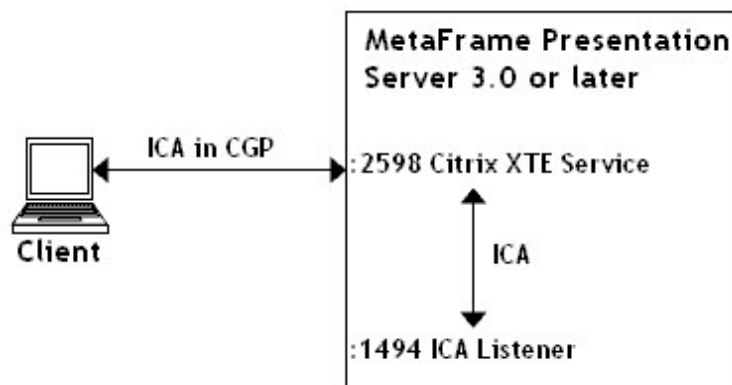 MetaFrame Presentation
Server 3.0 or later
ICA in CGP
:2598 Citrix XTE Service
Client
ICA
:1494 ICA Listener